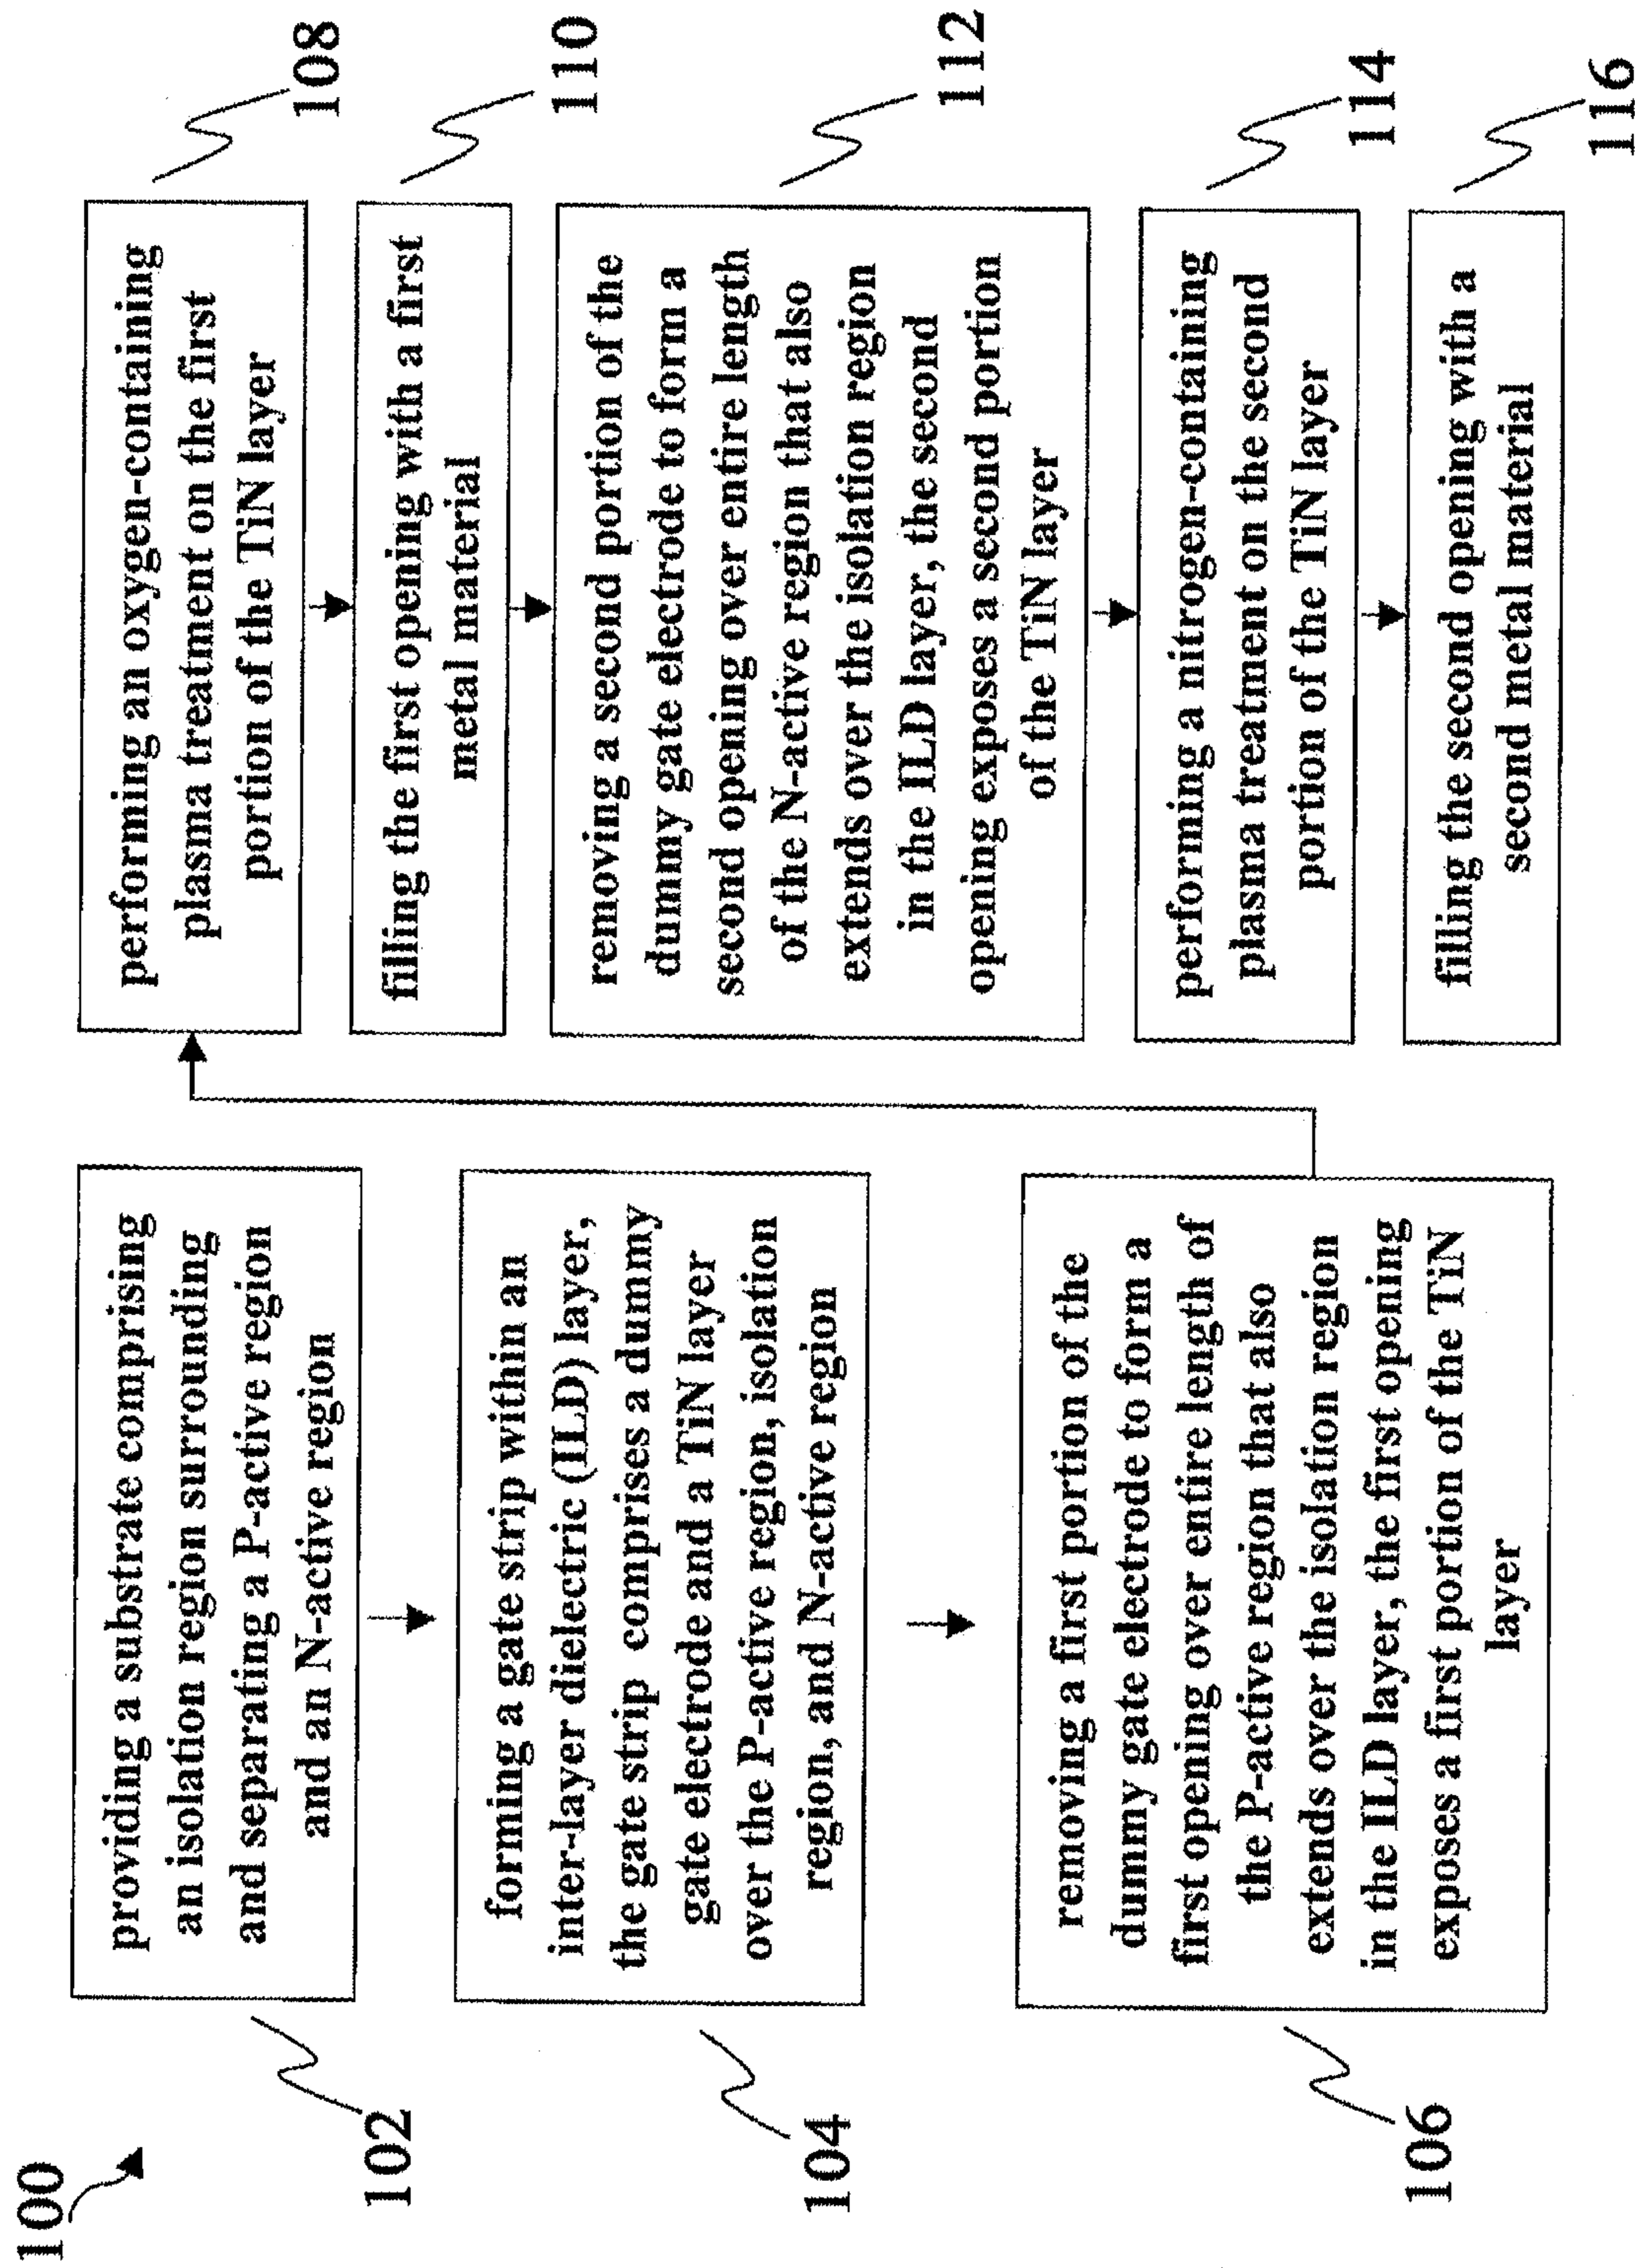 100
102
providing a substrate comprising
an isolation region surrounding
and separating a P-active region
and an N-active region
104
forming a gate strip within an
inter-layer dielectric (ILD) layer,
the gate strip comprises a dummy
gate electrode and a TiN layer
over the P-active region, isolation
region, and N-active region
106
removing a first portion of the
dummy gate electrode to form a
first opening over entire length of
the P-active region that also
extends over the isolation region
in the ILD layer, the first opening
exposes a first portion of the TiN
layer
performing an oxygen-containing
plasma treatment on the first
portion of the TiN layer
108
filling the first opening with a first
metal material
110
removing a second portion of the
dummy gate electrode to form a
second opening over entire length
of the N-active region that also
extends over the isolation region
in the ILD layer, the second
opening exposes a second portion
of the TiN layer
112
performing a nitrogen-containing
plasma treatment on the second
portion of the TiN layer
114
filling the second opening with a
second metal material
116